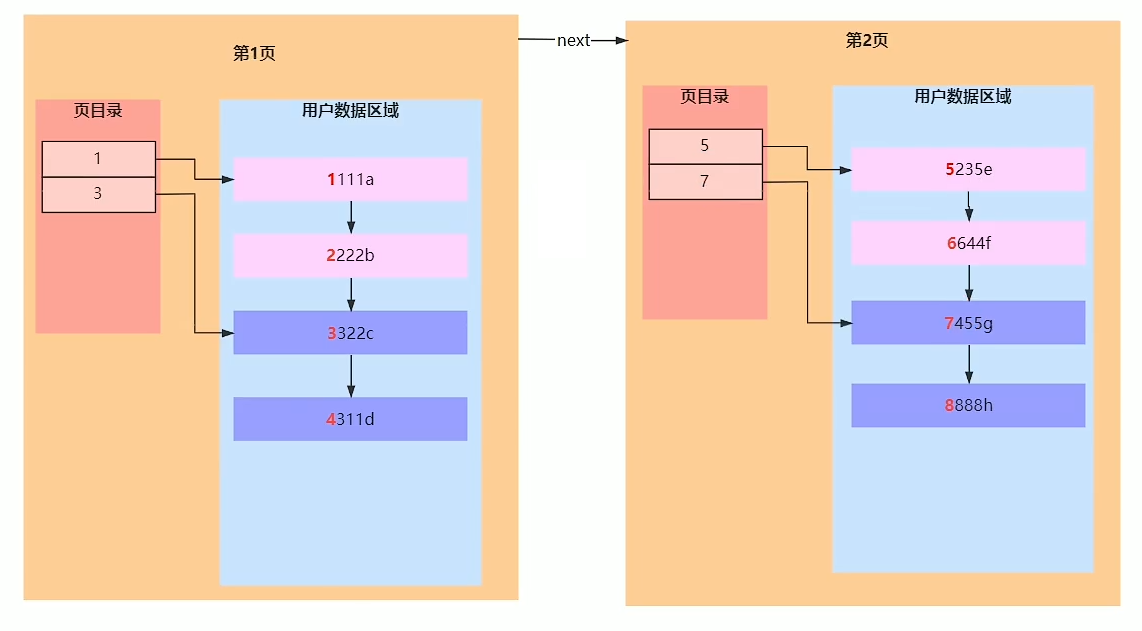 第1页
页目录
1
3
用户数据区域
1111a
2222b
3322c
4311d
next
第2页
页目录
5
7
用户数据区域
5235e
6644f
7455g
8888h